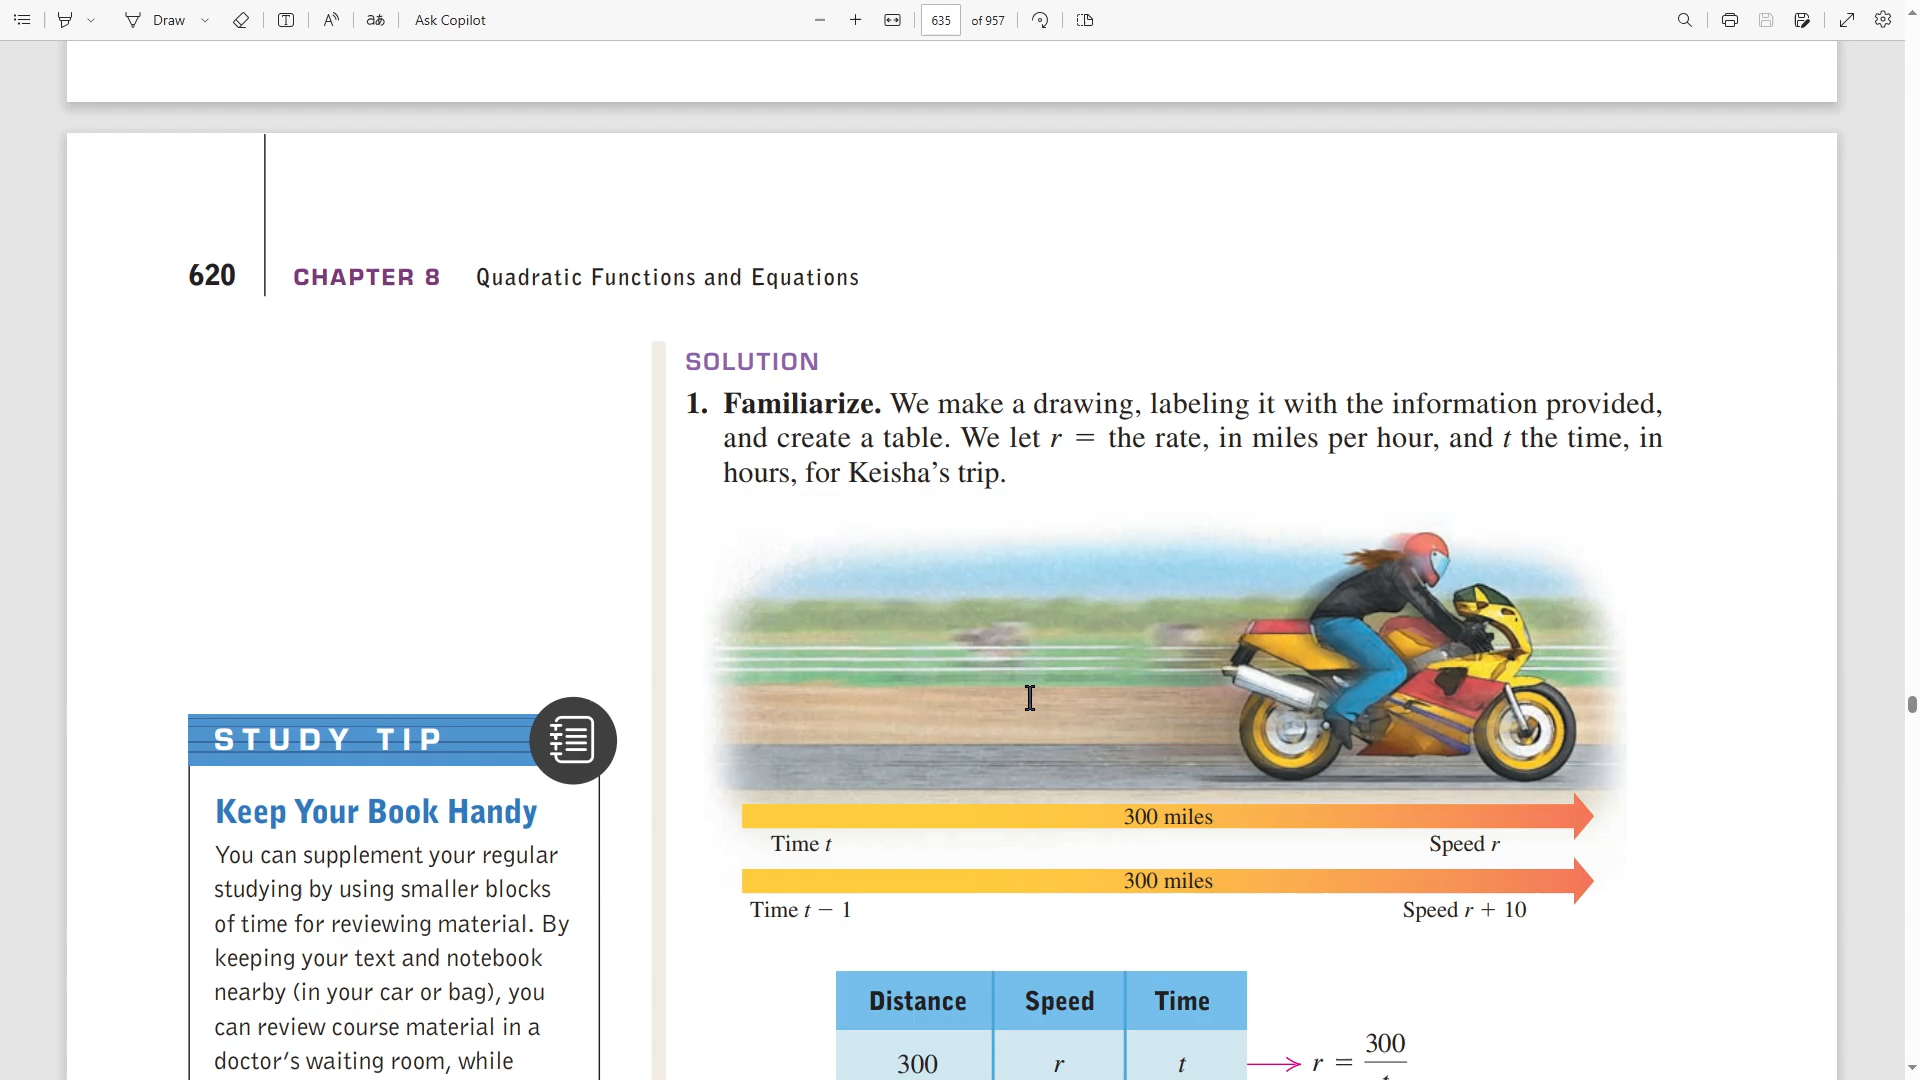 Draw
Ask Copilot
635 of 957
620 CHAPTER 8 Quadratic Functions and Equations
SOLUTION
1. Familiarize. We make a drawing, labeling it with the information provided,
and create a table. We let r = the rate, in miles per hour, and t the time, in
hours, for Keisha's trip.
300 miles
Time t Speed r
300 miles
Time t − 1 Speed r + 10
Distance Speed Time
300 r t r = 300
STUDY TIP
Keep Your Book Handy
You can supplement your regular
studying by using smaller blocks
of time for reviewing material. By
keeping your text and notebook
nearby (in your car or bag), you
can review course material in a
doctor's waiting room, while